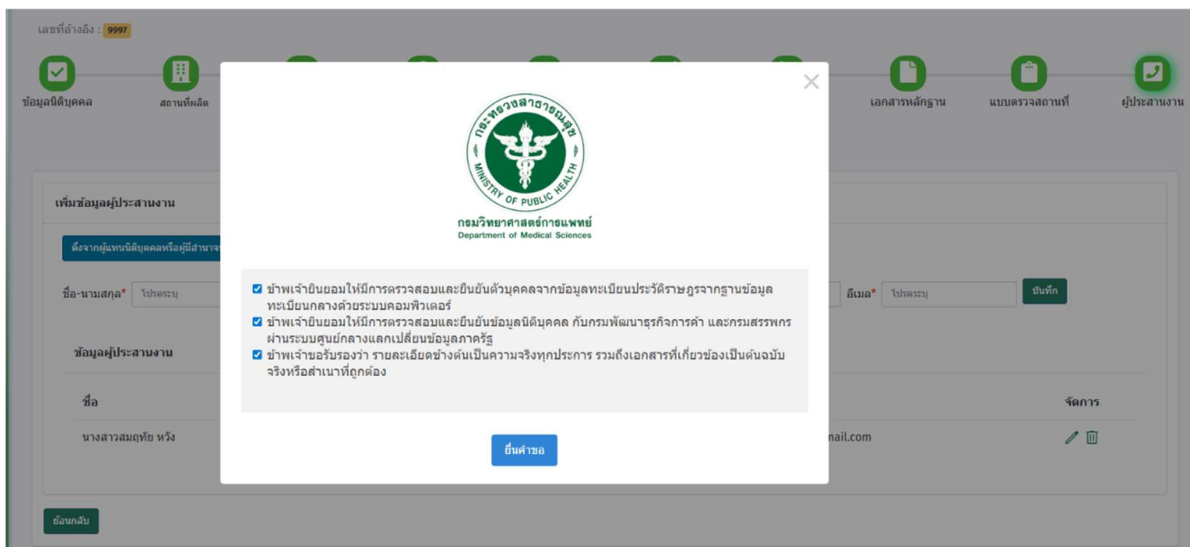 เลขที่อ้างอิง : 9997
ข้อมูลนิติบุคคล
สถานที่ผลิต
เอกสารหลักฐาน
แบบตรวจสถานที่
ผู้ประสานงาน
กระทรวงสาธารณสุข
MINISTRY OF PUBLIC HEALTH
กรมวิทยาศาสตร์การแพทย์
Department of Medical Sciences
เพิ่มข้อมูลผู้ประสานงาน
ดึงจากผู้แทนนิติบุคคลหรือผู้มีอำนาจ
ชื่อ-นามสกุล* โปรดระบุ
อีเมล* โปรดระบุ
บันทึก
ข้าพเจ้ายินยอมให้มีการตรวจสอบและยืนยันตัวบุคคลจากข้อมูลทะเบียนประวัติราษฎรจากฐานข้อมูล
ทะเบียนกลางด้วยระบบคอมพิวเตอร์
ข้าพเจ้ายินยอมให้มีการตรวจสอบและยืนยันข้อมูลนิติบุคคล กับกรมพัฒนาธุรกิจการค้า และกรมสรรพกร
ผ่านระบบศูนย์กลางแลกเปลี่ยนข้อมูลภาครัฐ
ข้าพเจ้าขอรับรองว่า รายละเอียดข้างต้นเป็นความจริงทุกประการ รวมถึงเอกสารที่เกี่ยวข้องเป็นต้นฉบับ
จริงหรือสำเนาที่ถูกต้อง
ข้อมูลผู้ประสานงาน
ชื่อ
จัดการ
นางสาวสมฤทัย หวัง
mail.com
ยื่นคำขอ
ย้อนกลับ